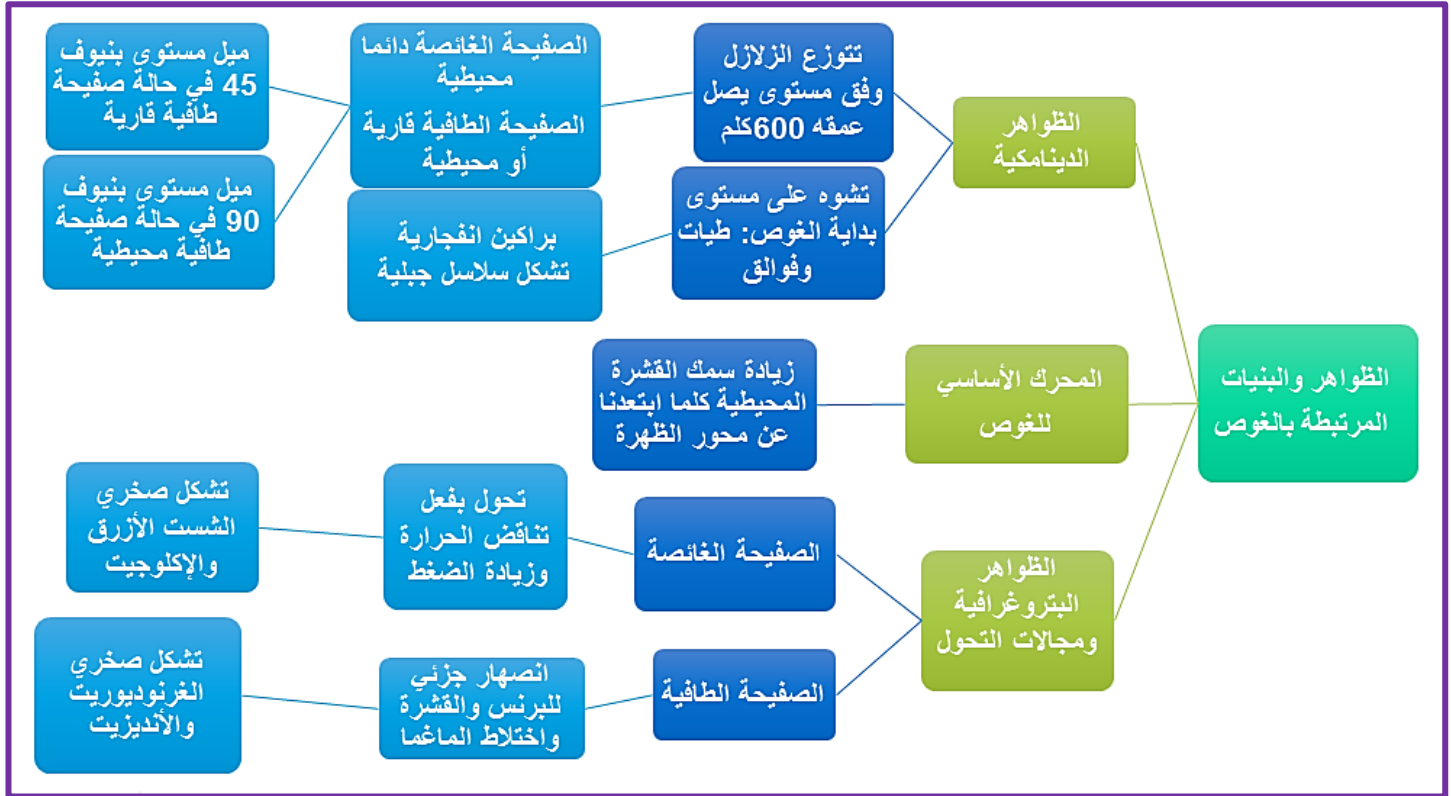 الظواهر والبنيات
المرتبطة بالغوص
الظواهر
الدينامكية
تتوزع الزلازل
وفق مستوى يصل
عمقه 600كلم
الصفيحة الغائصة دائما
محيطية
الصفيحة الطافية قارية
أو محيطية
ميل مستوى بنيوف
45 في حالة صفيحة
طافية قارية
ميل مستوى بنيوف
90 في حالة صفيحة
طافية محيطية
تشوه على مستوى
بداية الغوص: طيات
وفوالق
براكين انفجارية
تشكل سلاسل جبلية
المحرك الأساسي
للغوص
زيادة سمك القشرة
المحيطية كلما ابتعدنا
عن محور الظهرة
الظواهر
البتروغرافية
ومجالات التحول
الصفيحة الغائصة
تحول بفعل
تناقض الحرارة
وزيادة الضغط
تشكل صخري
الشست الأزرق
والإكلوجيت
الصفيحة الطافية
انصهار جزئي
للبرنس والقشرة
واختلاط الماغما
تشكل صخري
الغرنوديوريت
والأنديزيت